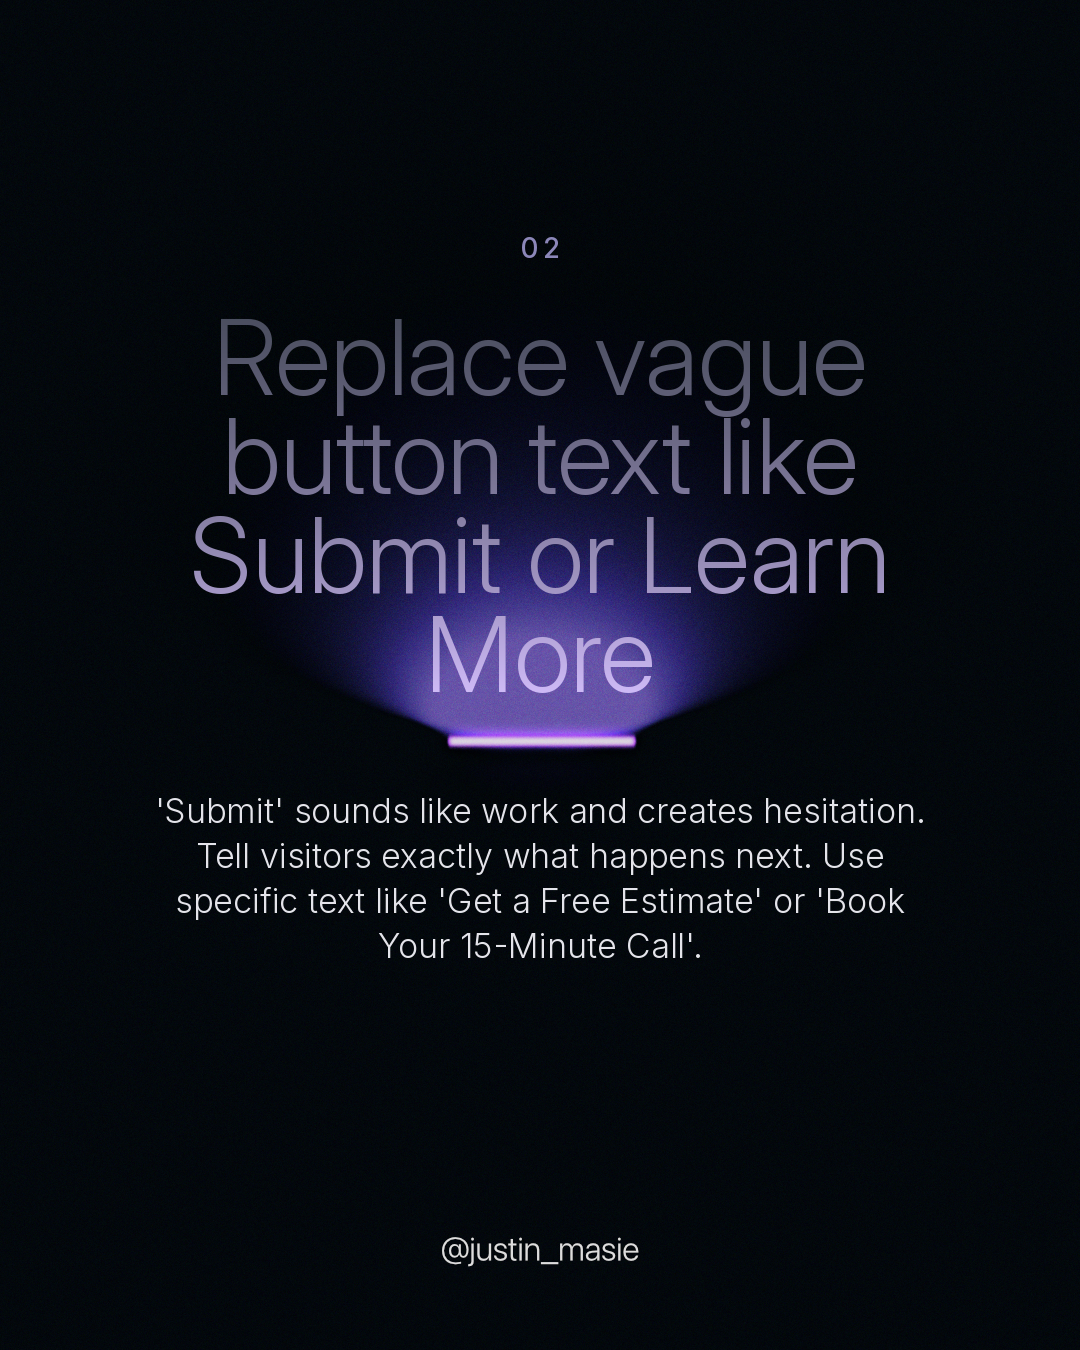 02
Replace vague
button text like
Submit or Learn
More
'Submit' sounds like work and creates hesitation.
Tell visitors exactly what happens next. Use
specific text like 'Get a Free Estimate' or 'Book
Your 15-Minute Call'.
@justin_masie